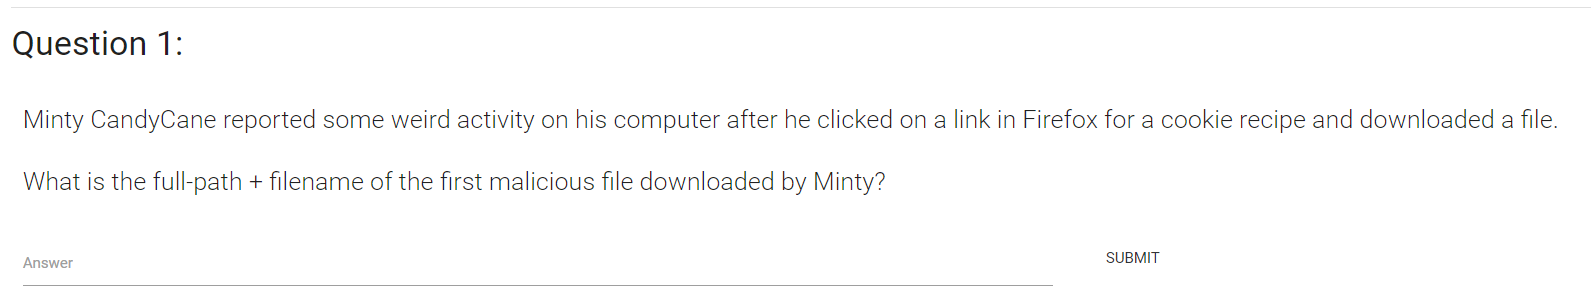 Question 1:
Minty CandyCane reported some weird activity on his computer after he clicked on a link in Firefox for a cookie recipe and downloaded a file.
What is the full-path + filename of the first malicious file downloaded by Minty?
Answer
SUBMIT